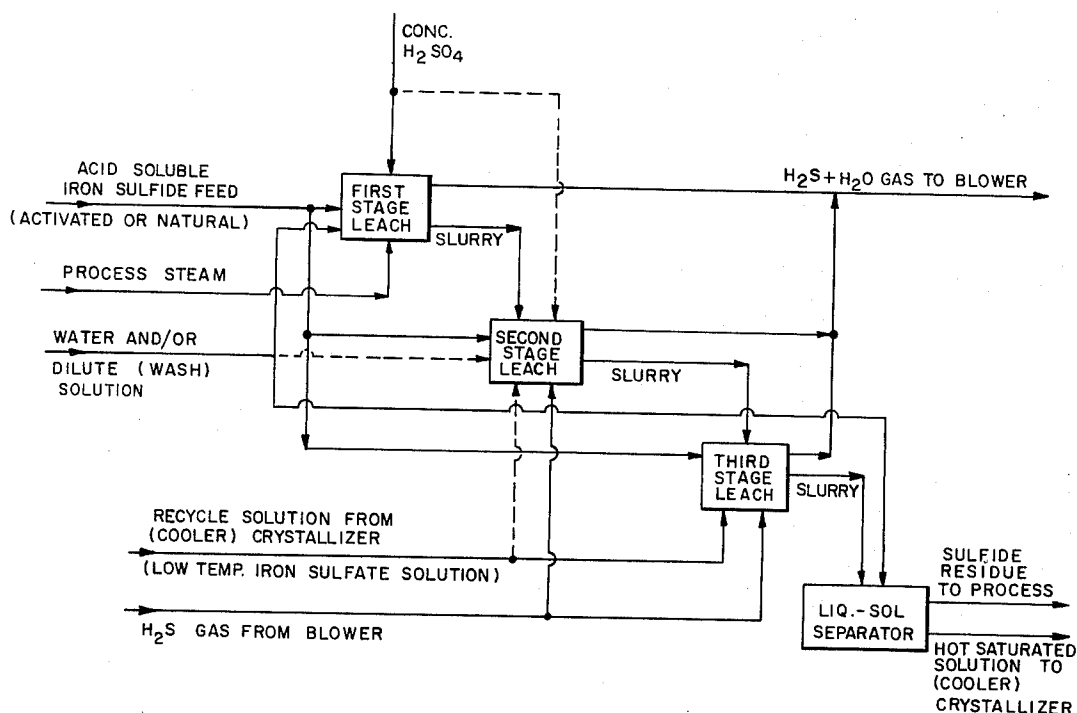 CONC.
H₂SO₄
ACID SOLUBLE
IRON SULFIDE FEED
(ACTIVATED OR NATURAL)
FIRST
STAGE
LEACH
H₂S+H₂O GAS TO BLOWER
SLURRY
PROCESS STEAM
WATER AND/OR
DILUTE (WASH)
SOLUTION
SECOND
STAGE
LEACH
SLURRY
THIRD
STAGE
LEACH
SLURRY
RECYCLE SOLUTION FROM
(COOLER) CRYSTALLIZER
(LOW TEMP. IRON SULFATE SOLUTION)
H₂S GAS FROM BLOWER
LIQ.-SOL
SEPARATOR
SULFIDE
RESIDUE
TO PROCESS
HOT SATURATED
SOLUTION TO
(COOLER)
CRYSTALLIZER